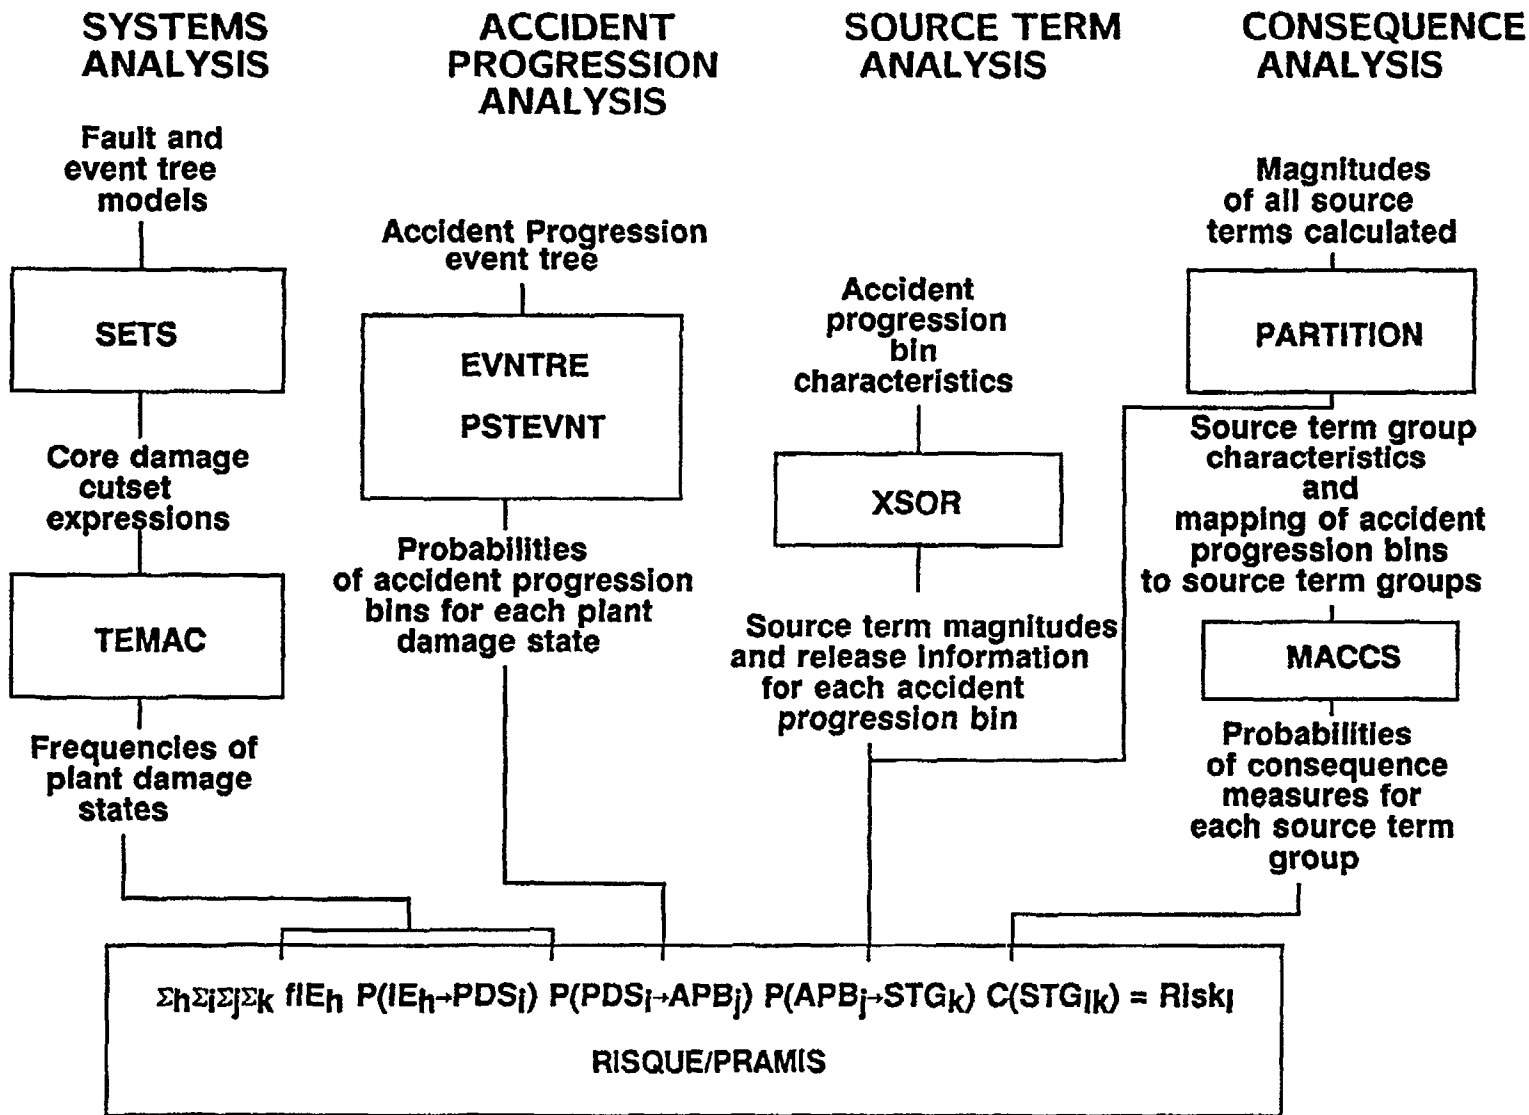 SYSTEMS
ANALYSIS
Fault and
event tree
models
SETS
Core damage
cutset
expressions
TEMAC
Frequencies of
plant damage
states
ACCIDENT
PROGRESSION
ANALYSIS
Accident Progression
event tree
EVNTRE
PSTEVNT
Probabilities
of accident progression
bins for each plant
damage state
SOURCE TERM
ANALYSIS
Accident
progression
bin
characteristics
XSOR
Source term magnitudes
and release information
for each accident
progression bin
CONSEQUENCE
ANALYSIS
Magnitudes
of all source
terms calculated
PARTITION
Source term group
characteristics
and
mapping of accident
progression bins
to source term groups
MACCS
Probabilities
of consequence
measures for
each source term
group
ΣhΣiΣjΣk fIEh P(IEh→PDSi) P(PDSi→APBj) P(APBj→STGk) C(STGlk) = Riskl
RISQUE/PRAMIS